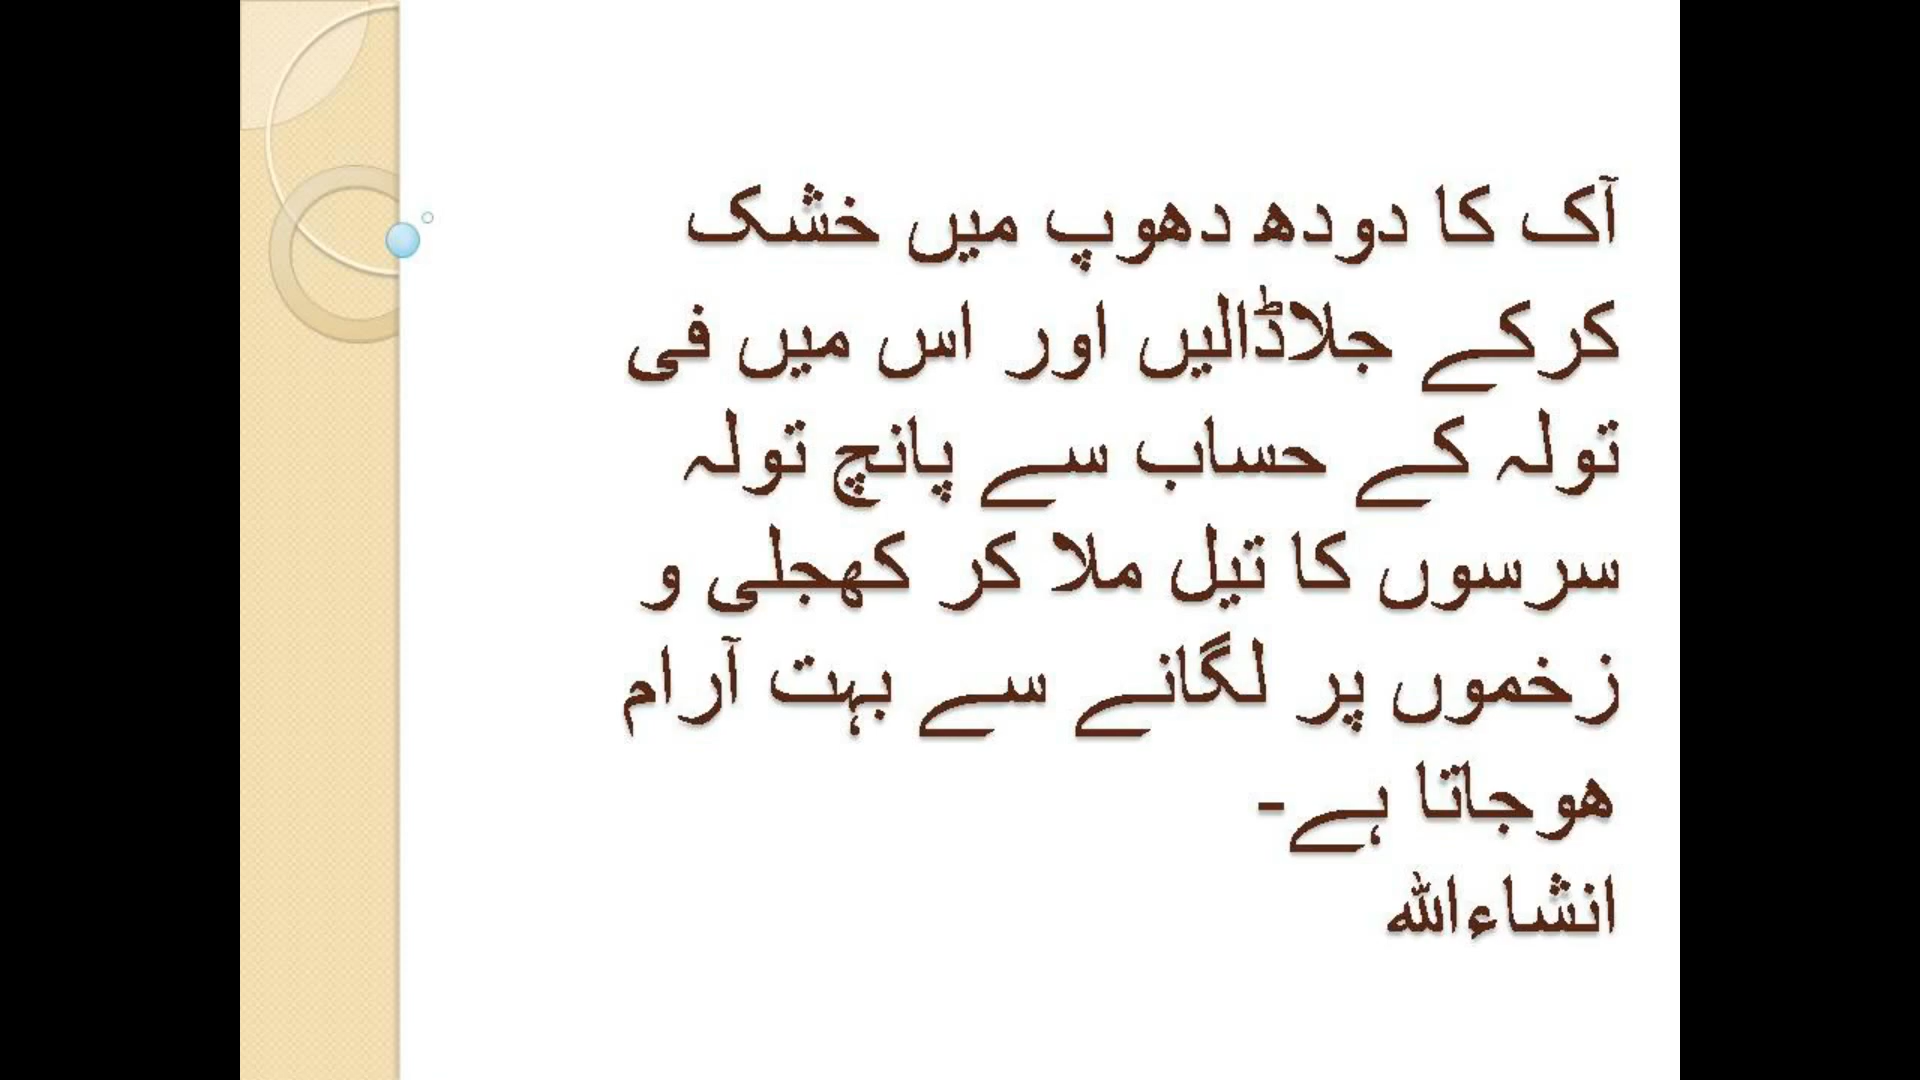 آک کا دودھ دھوپ میں خشک
کرکے جلاڈالیں اور اس میں فی
تولہ کے حساب سے پانچ تولہ
سرسوں کا تیل ملا کر کھجلی و
زخموں پر لگانے سے بہت آرام
ھوجاتا ہے-
انشاءاللہ